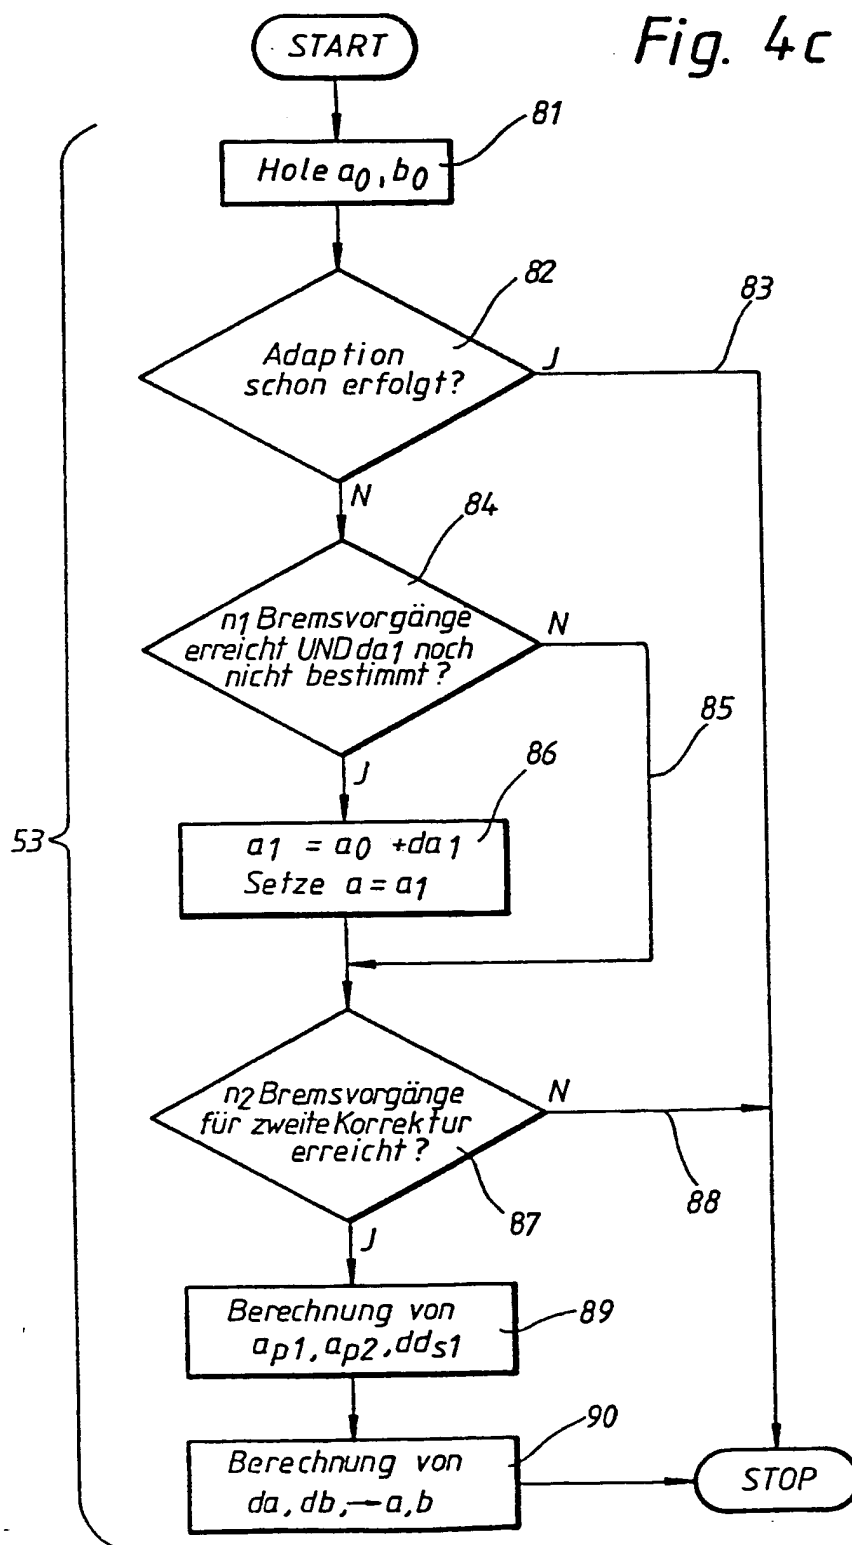 Fig. 4c
START
81
Hole a0, b0
82
83
Adaption
schon erfolgt?
J
N
84
n1 Bremsvorgänge
erreicht UND da1 noch
nicht bestimmt?
N
85
J
86
a1 = a0 + da1
Setze a = a1
53
n2 Bremsvorgänge
für zweite Korrektur
erreicht?
N
88
87
J
Berechnung von
ap1, ap2, dds1
89
90
Berechnung von
da, db, → a, b
STOP